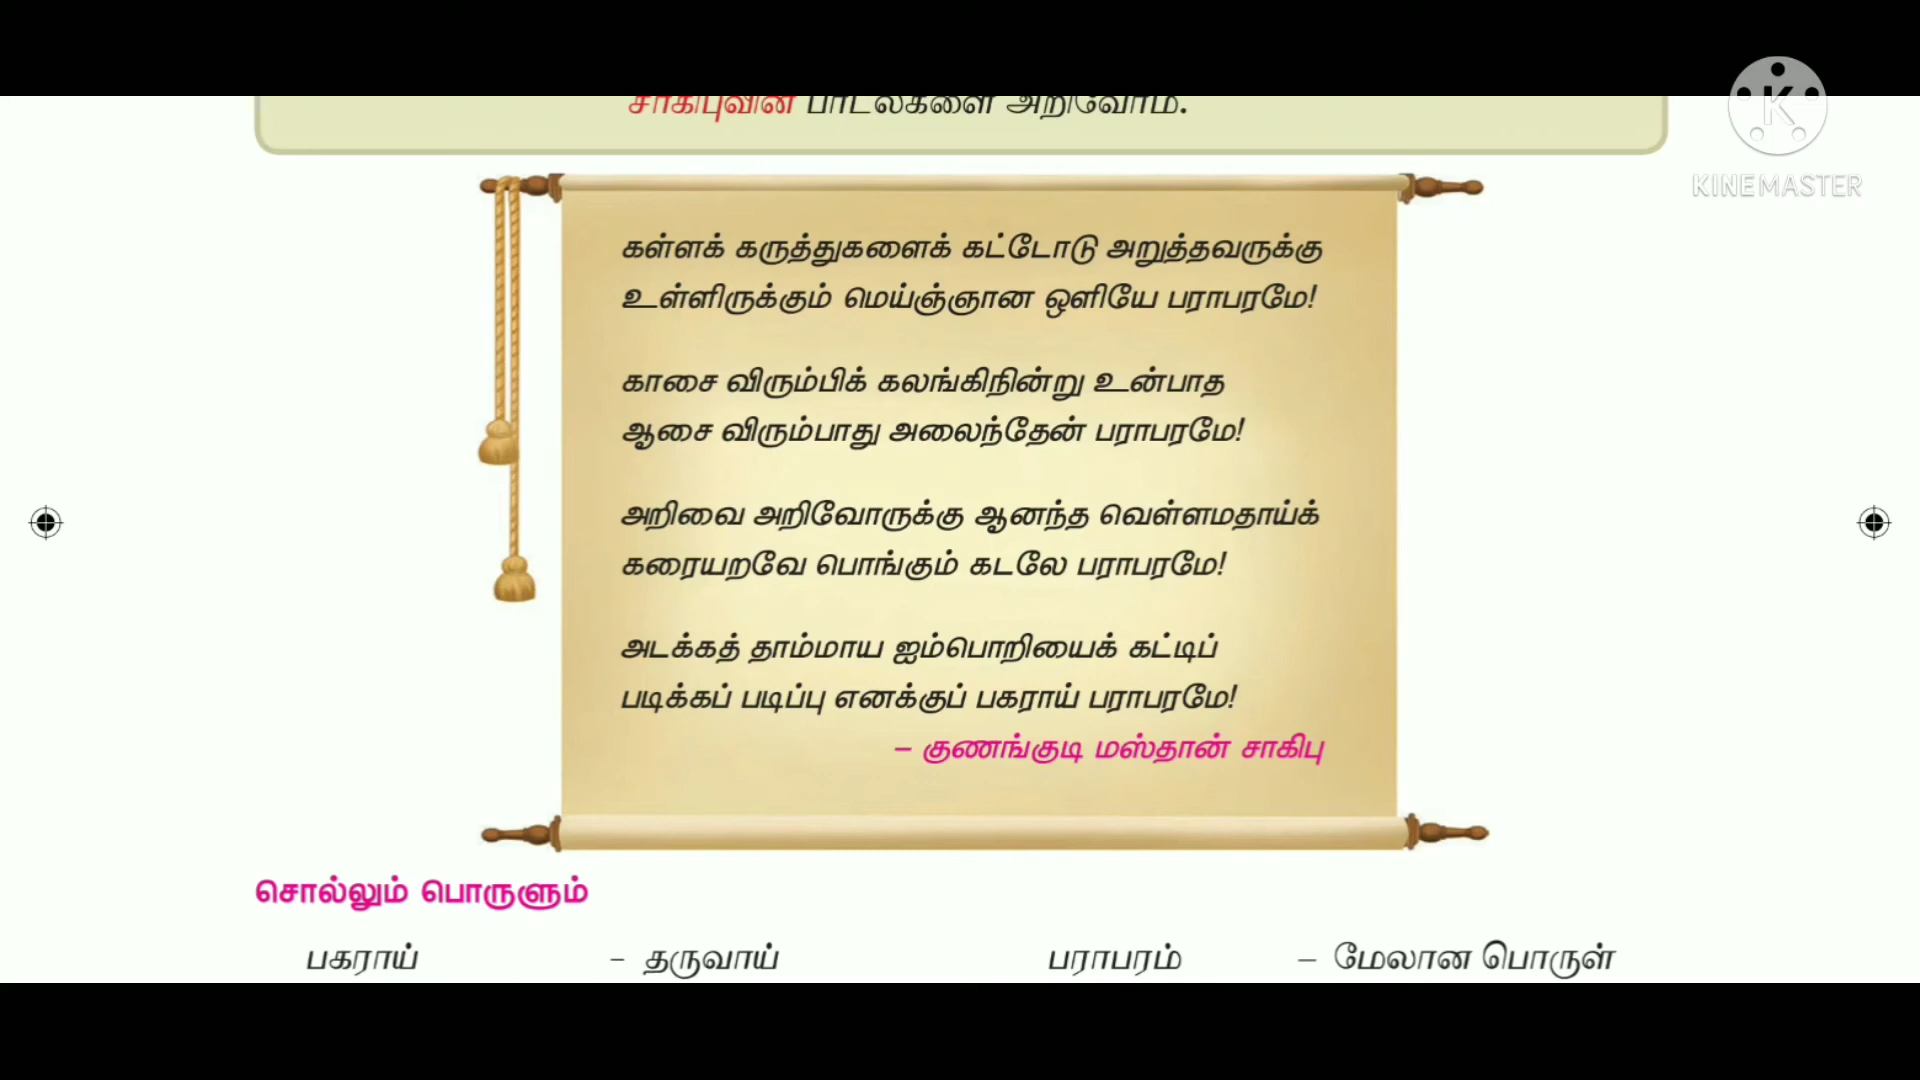 சாகிபுவின் பாடல்களை அறிவோம்.
KINEMASTER
கள்ளக் கருத்துகளைக் கட்டோடு அறுத்தவருக்கு
உள்ளிருக்கும் மெய்ஞ்ஞான ஒளியே பராபரமே!
காசை விரும்பிக் கலங்கிநின்று உன்பாத
ஆசை விரும்பாது அலைந்தேன் பராபரமே!
அறிவை அறிவோருக்கு ஆனந்த வெள்ளமதாய்க்
கரையறவே பொங்கும் கடலே பராபரமே!
அடக்கத் தாம்மாய ஐம்பொறியைக் கட்டிப்
படிக்கப் படிப்பு எனக்குப் பகராய் பராபரமே!
– குணங்குடி மஸ்தான் சாகிபு
சொல்லும் பொருளும்
பகராய் – தருவாய் பராபரம் – மேலான பொருள்